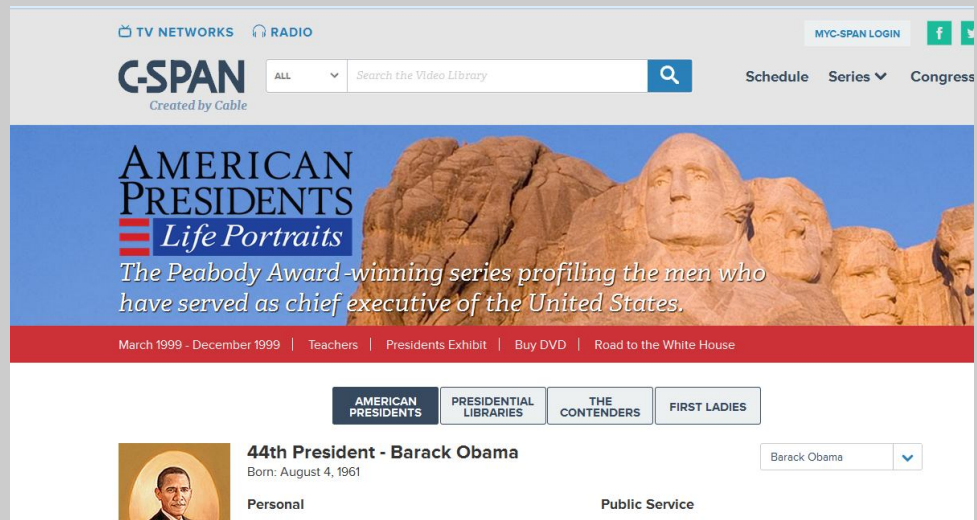 TV NETWORKS RADIO MYC-SPAN LOGIN f
C-SPAN
Created by Cable
ALL Search the Video Library
Schedule Series Congress
AMERICAN
PRESIDENTS
Life Portraits
The Peabody Award-winning series profiling the men who
have served as chief executive of the United States.
March 1999 - December 1999 | Teachers | Presidents Exhibit | Buy DVD | Road to the White House
AMERICAN
PRESIDENTS
PRESIDENTIAL
LIBRARIES
THE
CONTENDERS
FIRST LADIES
44th President - Barack Obama
Born: August 4, 1961
Barack Obama
Personal Public Service